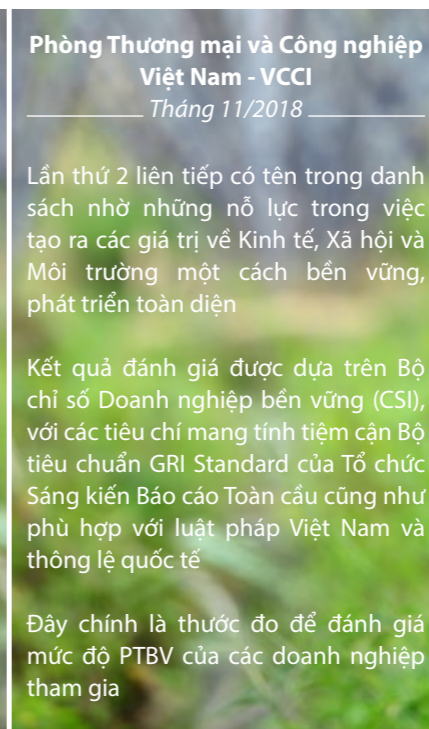 Phòng Thương mại và Công nghiệp
Việt Nam - VCCI
Tháng 11/2018
Lần thứ 2 liên tiếp có tên trong danh
sách nhờ những nỗ lực trong việc
tạo ra các giá trị về Kinh tế, Xã hội và
Môi trường một cách bền vững,
phát triển toàn diện
Kết quả đánh giá được dựa trên Bộ
chỉ số Doanh nghiệp bền vững (CSI),
với các tiêu chí mang tính tiệm cận Bộ
tiêu chuẩn GRI Standard của Tổ chức
Sáng kiến Báo cáo Toàn cầu cũng như
phù hợp với luật pháp Việt Nam và
thông lệ quốc tế
Đây chính là thước đo để đánh giá
mức độ PTBV của các doanh nghiệp
tham gia